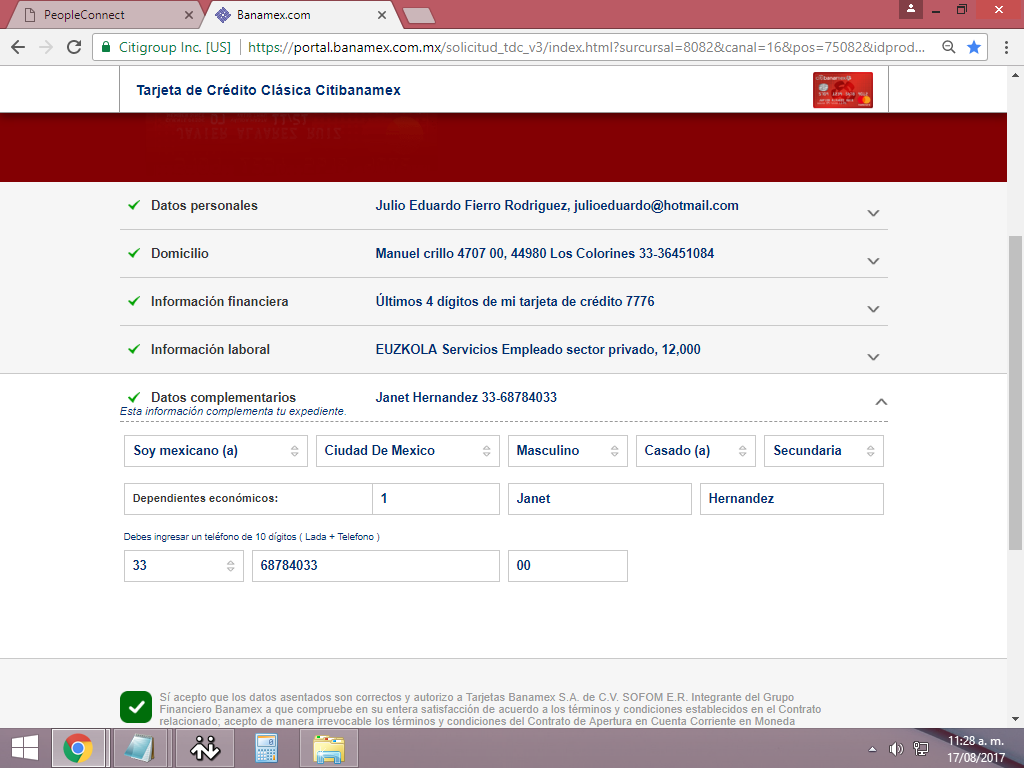 PeopleConnect
Banamex.com
Citigroup Inc. [US]
https://portal.banamex.com.mx/solicitud_tdc_v3/index.html?surcursal=8082&canal=16&pos=75082&idprod...
Tarjeta de Crédito Clásica Citibanamex
Datos personales
Julio Eduardo Fierro Rodriguez, julioeduardo@hotmail.com
Domicilio
Manuel crillo 4707 00, 44980 Los Colorines 33-36451084
Información financiera
Últimos 4 dígitos de mi tarjeta de crédito 7776
Información laboral
EUZKOLA Servicios Empleado sector privado, 12,000
Datos complementarios
Janet Hernandez 33-68784033
Esta información complementa tu expediente.
Soy mexicano (a)
Ciudad De Mexico
Masculino
Casado (a)
Secundaria
Dependientes económicos:
1
Janet
Hernandez
Debes ingresar un teléfono de 10 dígitos ( Lada + Telefono )
33
68784033
00
Sí acepto que los datos asentados son correctos y autorizo a Tarjetas Banamex S.A. de C.V. SOFOM E.R. Integrante del Grupo
Financiero Banamex a que compruebe en su entera satisfacción de acuerdo a los términos y condiciones establecidos en el Contrato
relacionado; acepto de manera irrevocable los términos y condiciones del Contrato de Apertura en Cuenta Corriente en Moneda
11:28 a. m.
17/08/2017